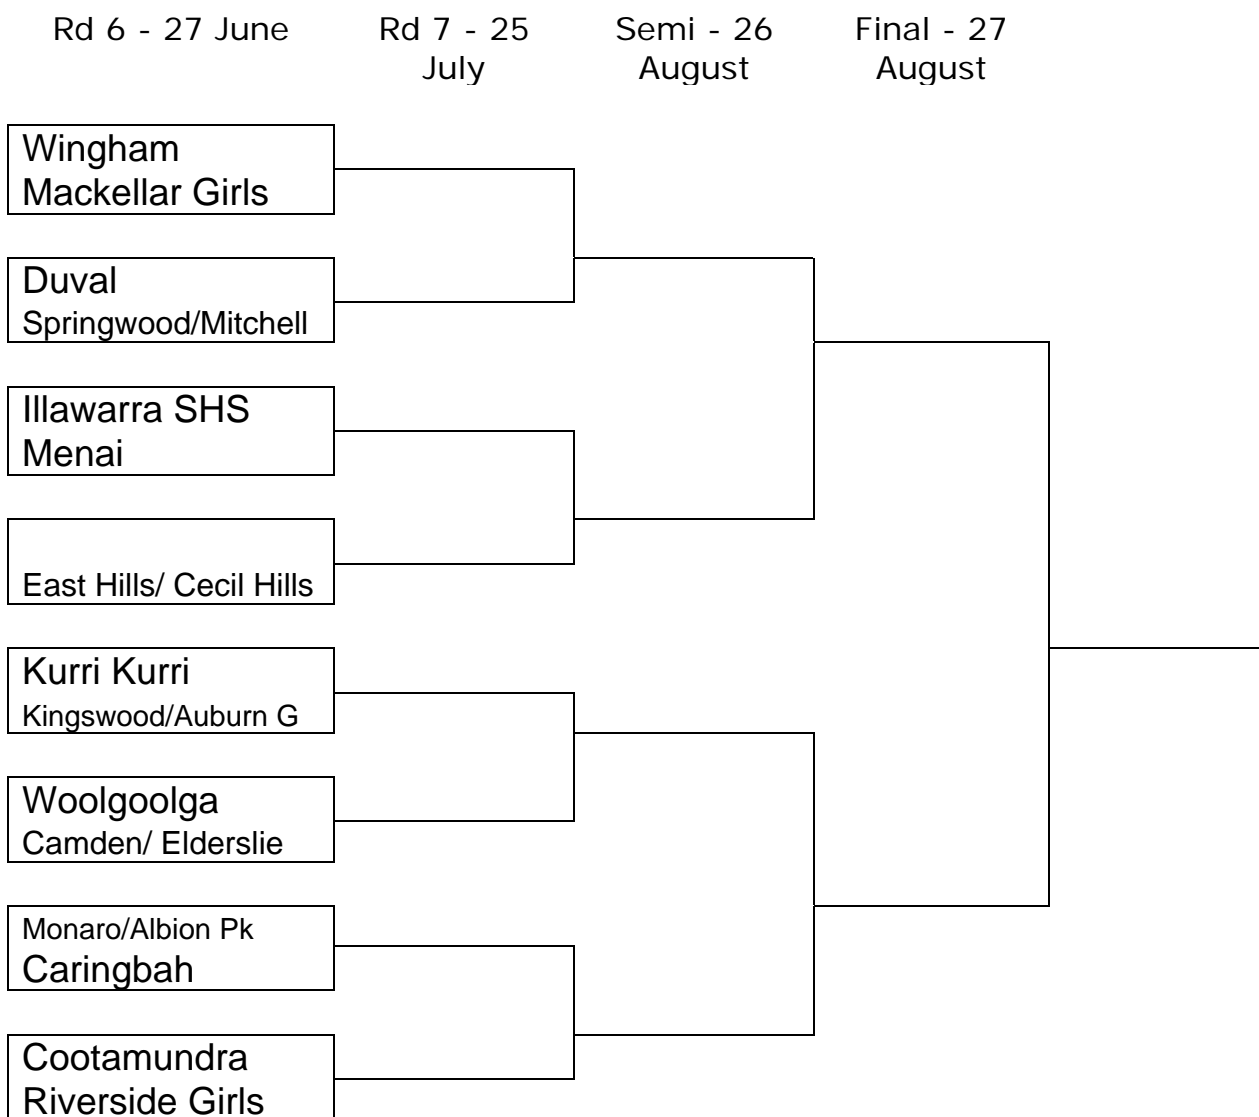 Rd 6 - 27 June
Rd 7 - 25
July
Semi - 26
August
Final - 27
August
Wingham
Mackellar Girls
Duval
Springwood/Mitchell
Illawarra SHS
Menai
East Hills/ Cecil Hills
Kurri Kurri
Kingswood/Auburn G
Woolgoolga
Camden/ Elderslie
Monaro/Albion Pk
Caringbah
Cootamundra
Riverside Girls